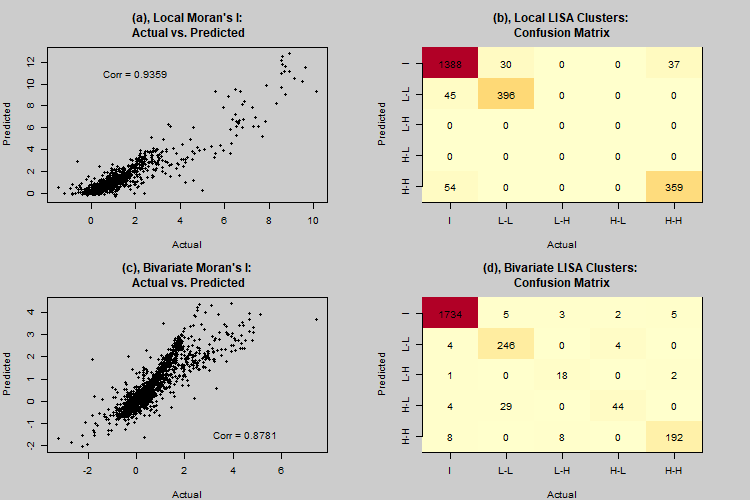 (a), Local Moran's I:
Actual vs. Predicted
Corr = 0.9359
Predicted
0 2 4 6 8 10 12
0 2 4 6 8 10
Actual
(b), Local LISA Clusters:
Confusion Matrix
Predicted
I 1388 30 0 0 37
L-L 45 396 0 0 0
L-H 0 0 0 0 0
H-L 0 0 0 0 0
H-H 54 0 0 0 359
I L-L L-H H-L H-H
Actual
(c), Bivariate Moran's I:
Actual vs. Predicted
Corr = 0.8781
Predicted
-2 -1 0 1 2 3 4
-2 0 2 4 6
Actual
(d), Bivariate LISA Clusters:
Confusion Matrix
Predicted
I 1734 5 3 2 5
L-L 4 246 0 4 0
L-H 1 0 18 0 2
H-L 4 29 0 44 0
H-H 8 0 8 0 192
I L-L L-H H-L H-H
Actual